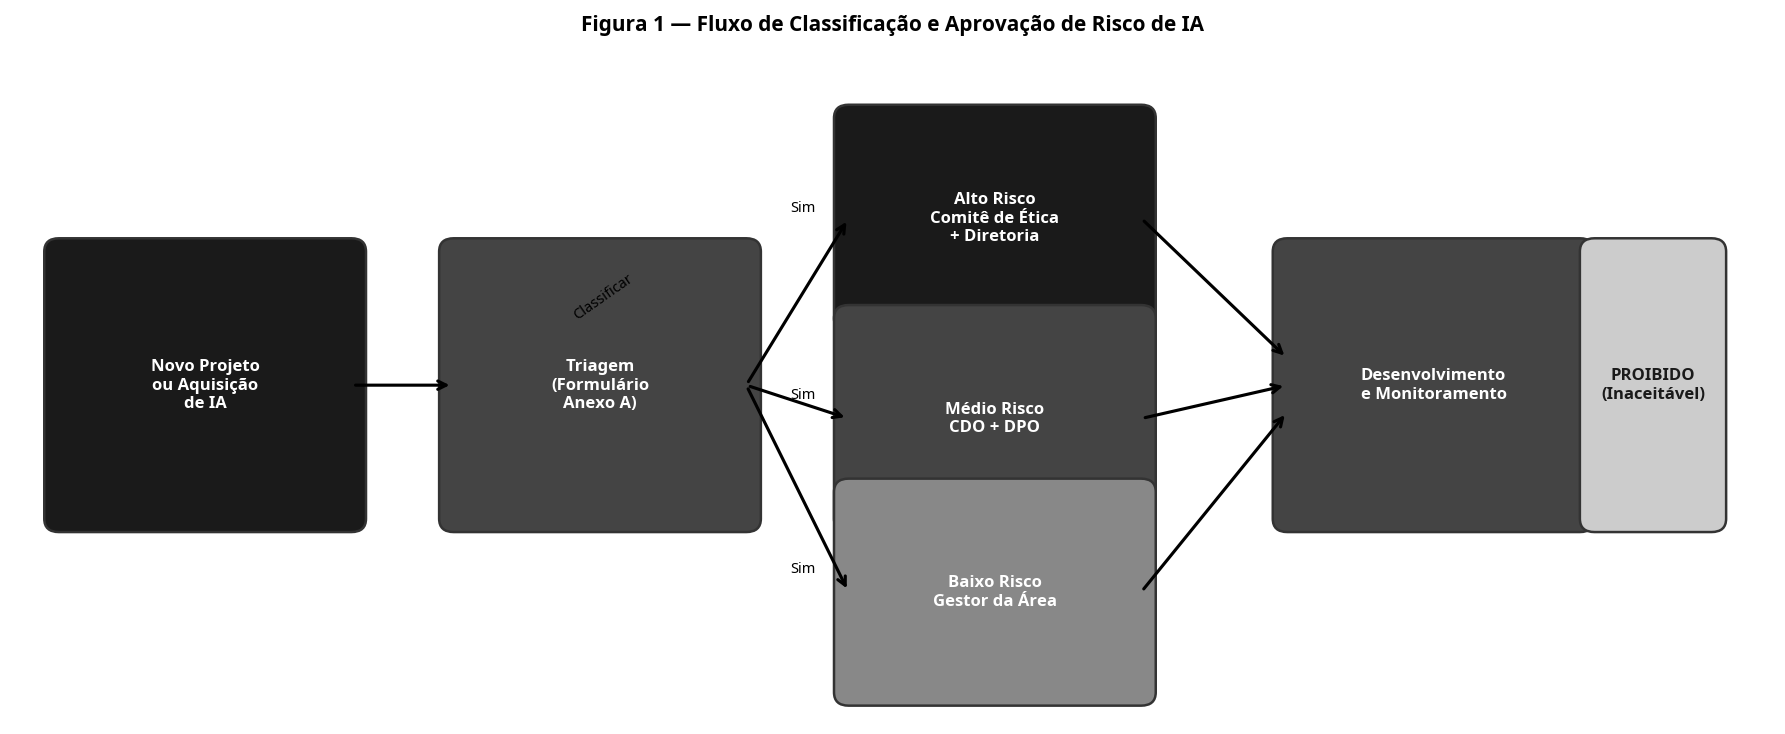 Figura 1 — Fluxo de Classificação e Aprovação de Risco de IA
Novo Projeto
ou Aquisição
de IA
Classificar
Triagem
(Formulário
Anexo A)
Sim
Alto Risco
Comitê de Ética
+ Diretoria
Sim
Médio Risco
CDO + DPO
Sim
Baixo Risco
Gestor da Área
Desenvolvimento
e Monitoramento
PROIBIDO
(Inaceitável)